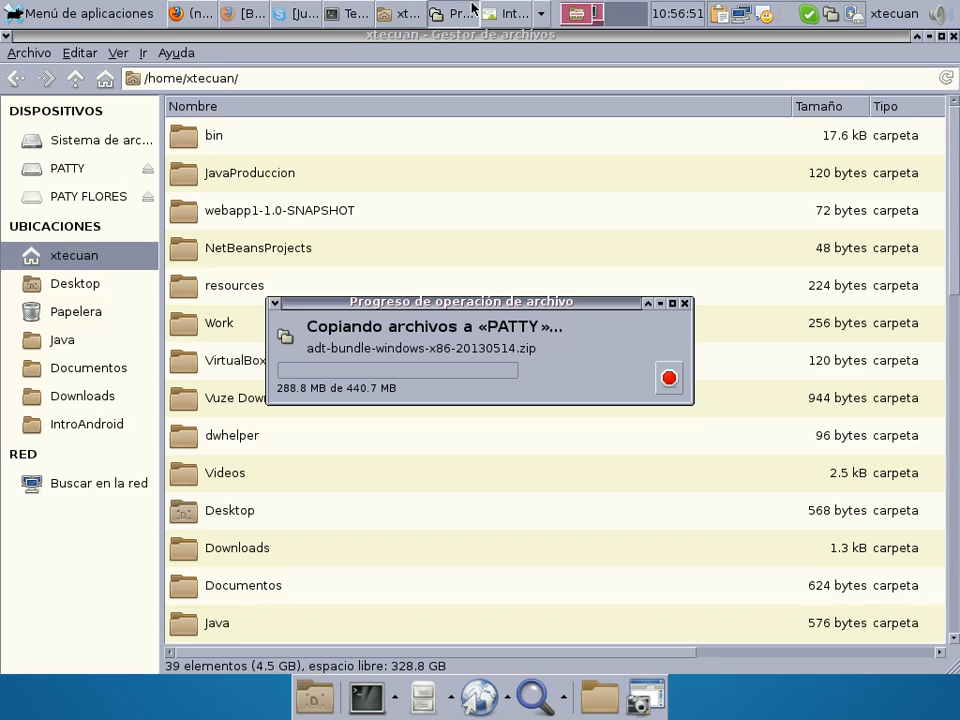 Menú de aplicaciones
(n...
[B...
[Ju...
Te...
xt...
Pr...
Int...
10:56:51
xtecuan
xtecuan - Gestor de archivos
Archivo Editar Ver Ir Ayuda
/home/xtecuan/
DISPOSITIVOS
Sistema de arc...
PATTY
PATY FLORES
UBICACIONES
xtecuan
Desktop
Papelera
Java
Documentos
Downloads
IntroAndroid
RED
Buscar en la red
Nombre Tamaño Tipo
bin 17.6 kB carpeta
JavaProduccion 120 bytes carpeta
webapp1-1.0-SNAPSHOT 72 bytes carpeta
NetBeansProjects 48 bytes carpeta
resources 224 bytes carpeta
Work 256 bytes carpeta
VirtualBox 120 bytes carpeta
Vuze Dow 944 bytes carpeta
dwhelper 96 bytes carpeta
Videos 2.5 kB carpeta
Desktop 568 bytes carpeta
Downloads 1.3 kB carpeta
Documentos 624 bytes carpeta
Java 576 bytes carpeta
Progreso de operación de archivo
Copiando archivos a «PATTY»...
adt-bundle-windows-x86-20130514.zip
288.8 MB de 440.7 MB
39 elementos (4.5 GB), espacio libre: 328.8 GB